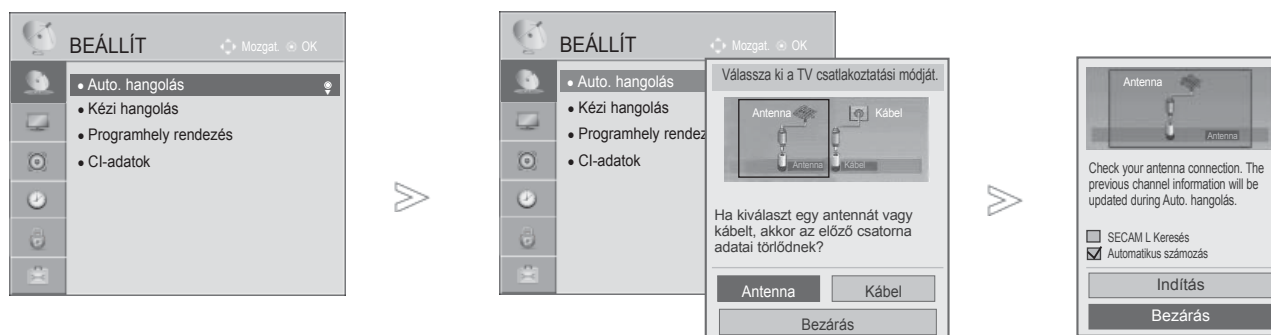 BEÁLLÍT
Mozgat. OK
• Auto. hangolás
• Kézi hangolás
• Programhely rendezés
• CI-adatok
BEÁLLÍT
Mozgat. OK
• Auto. hangolás
• Kézi hangolás
• Programhely rendez
• CI-adatok
Válassza ki a TV csatlakoztatási módját.
Antenna
Kábel
Antenna
Kábel
Ha kiválaszt egy antennát vagy
kábelt, akkor az előző csatorna
adatai törlődnek?
Antenna
Kábel
Bezárás
Antenna
Antenna
Check your antenna connection. The
previous channel information will be
updated during Auto. hangolás.
SECAM L Keresés
Automatikus számozás
Indítás
Bezárás